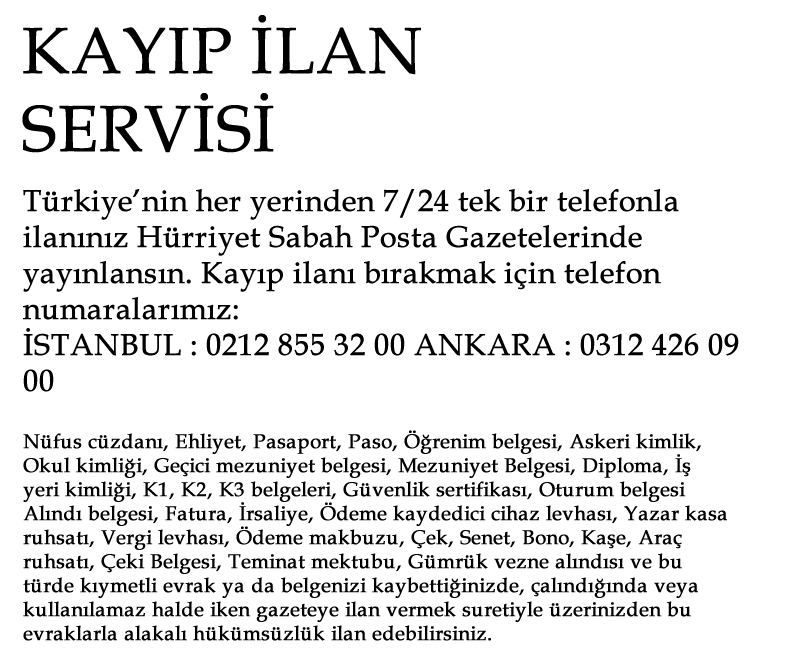 KAYIP İLAN
SERVİSİ
Türkiye’nin her yerinden 7/24 tek bir telefonla
ilanınız Hürriyet Sabah Posta Gazetelerinde
yayınlansın. Kayıp ilanı bırakmak için telefon
numaralarımız:
İSTANBUL : 0212 855 32 00 ANKARA : 0312 426 09
00
Nüfus cüzdanı, Ehliyet, Pasaport, Paso, Öğrenim belgesi, Askeri kimlik,
Okul kimliği, Geçici mezuniyet belgesi, Mezuniyet Belgesi, Diploma, İş
yeri kimliği, K1, K2, K3 belgeleri, Güvenlik sertifikası, Oturum belgesi
Alındı belgesi, Fatura, İrsaliye, Ödeme kaydedici cihaz levhası, Yazar kasa
ruhsatı, Vergi levhası, Ödeme makbuzu, Çek, Senet, Bono, Kaşe, Araç
ruhsatı, Çeki Belgesi, Teminat mektubu, Gümrük vezne alındısı ve bu
türde kıymetli evrak ya da belgenizi kaybettiğinizde, çalındığında veya
kullanılamaz halde iken gazeteye ilan vermek suretiyle üzerinizden bu
evraklarla alakalı hükümsüzlük ilan edebilirsiniz.